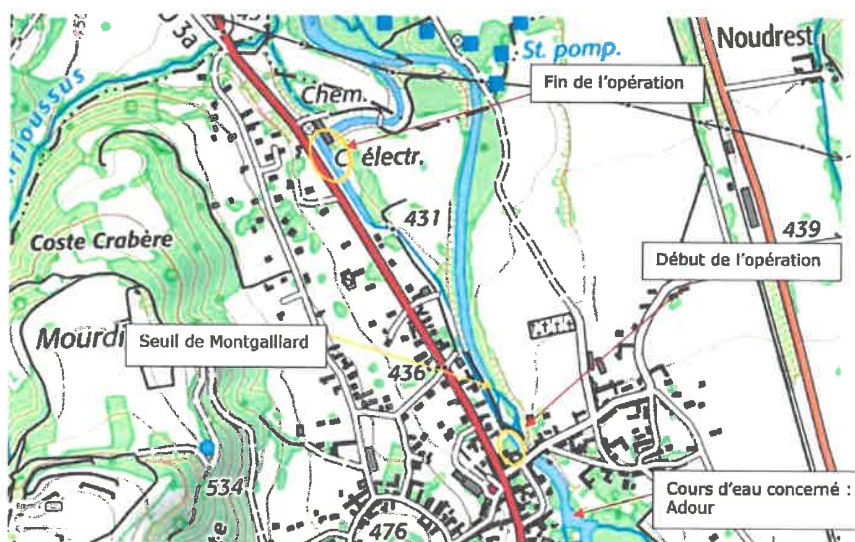 D 3a
St. pomp.
Noudrest
Fin de l'opération
Chem.
C électr.
431
439
Coste Crabère
Début de l'opération
Seuil de Montgaillard
436
534
Cours d'eau concerné :
Adour
476